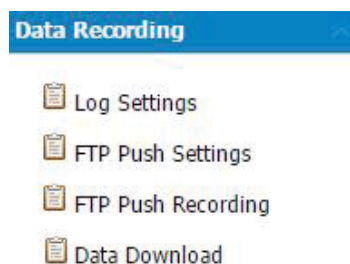 Data Recording
Log Settings
FTP Push Settings
FTP Push Recording
Data Download